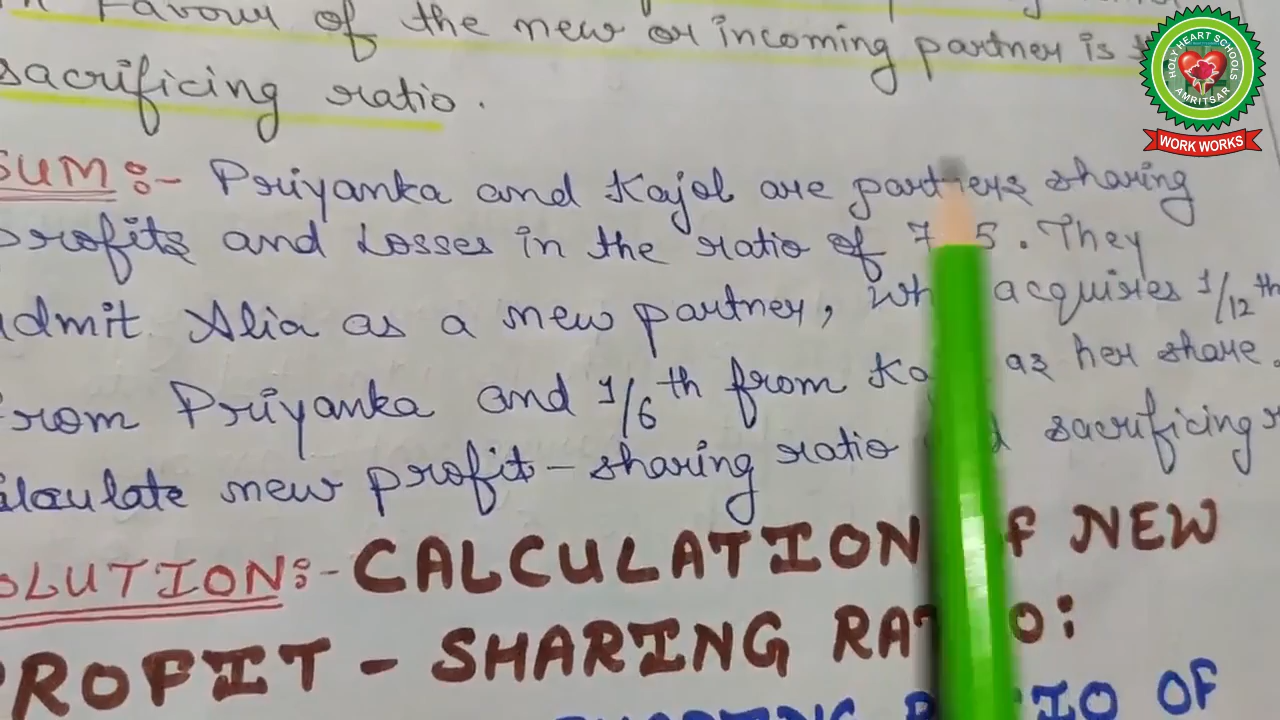 Favour of the new or incoming partner is
sacrificing ratio.
SUM:- Priyanka and Kajol are partners sharing
profits and Losses in the ratio of 7 5. They
admit Alia as a new partner, acquires 1/12th
from Priyanka and 1/6th from as her share.
new profit-sharing ratio sacrificing
SOLUTION:- CALCULATION OF NEW
PROFIT - SHARING RATIO:
OF
HOLY HEART SCHOOLS
AMRITSAR
WORK WORKS